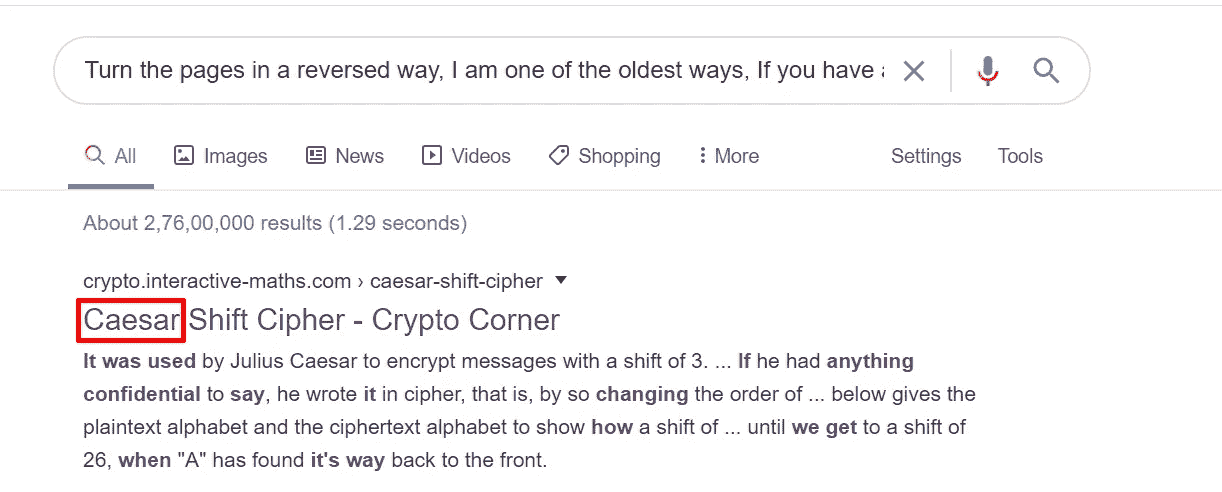 Turn the pages in a reversed way, I am one of the oldest ways, If you have
All Images News Videos Shopping More Settings Tools
About 2,76,00,000 results (1.29 seconds)
crypto.interactive-maths.com › caesar-shift-cipher
Caesar Shift Cipher - Crypto Corner
It was used by Julius Caesar to encrypt messages with a shift of 3. ... If he had anything
confidential to say, he wrote it in cipher, that is, by so changing the order of ... below gives the
plaintext alphabet and the ciphertext alphabet to show how a shift of ... until we get to a shift of
26, when "A" has found it's way back to the front.